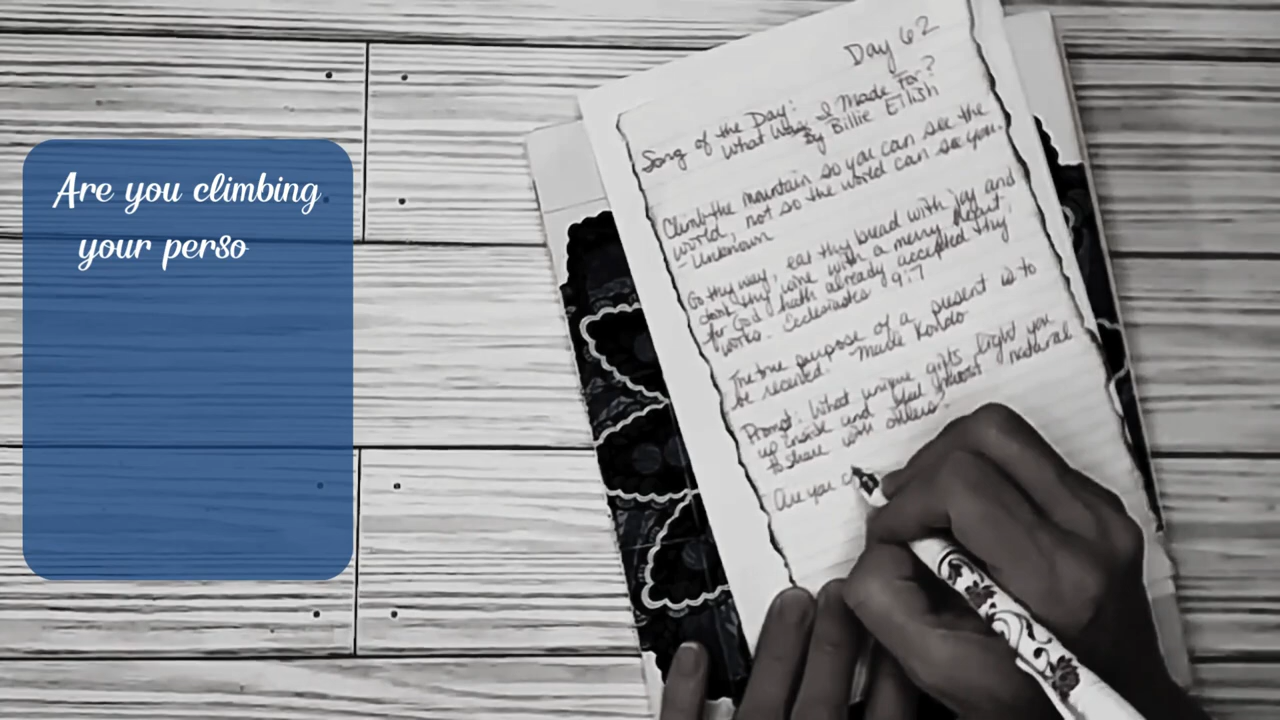 Are you climbing
your perso
Day 62
Song of the Day:
What Was I Made For?
By Billie Eilish
Climb the mountain so you can see the
world, not so the world can see you.
- Unknown
Go thy way, eat thy bread with joy and
drink thy wine with a merry heart,
for God hath already accepted thy
works. Ecclesiastes 9:7
The true purpose of a present is to
be received. - Marie Kondo
Prompt: What unique gifts light you
up inside and feel most natural
to share with others?
Are you c